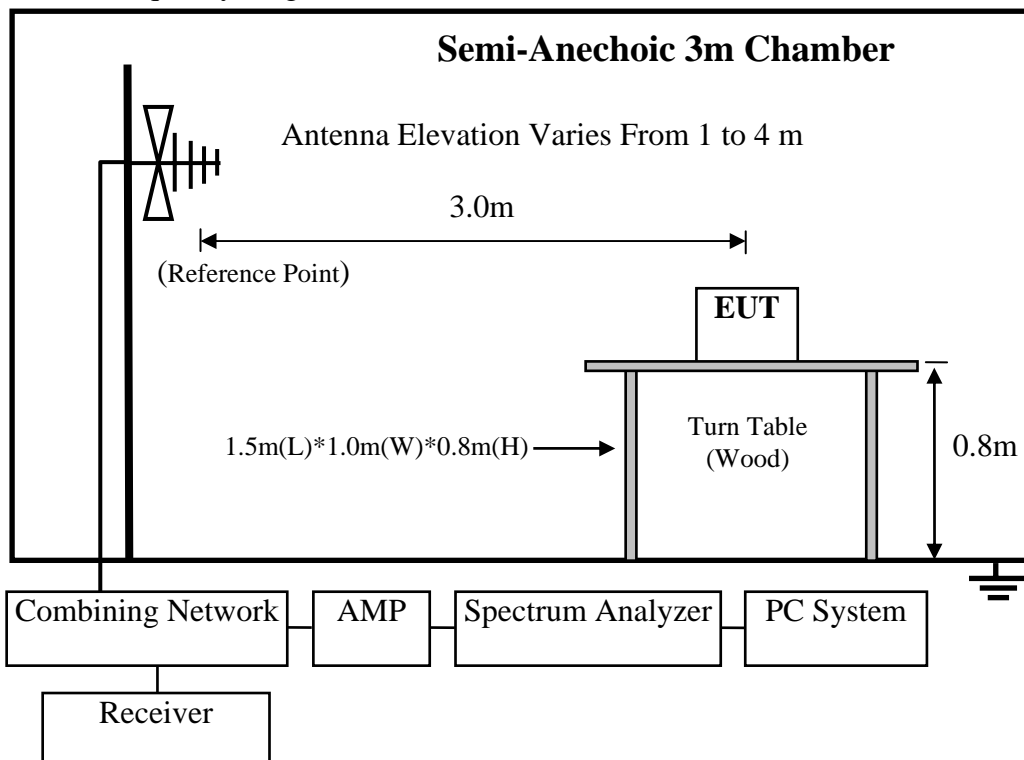 Semi-Anechoic 3m Chamber
Antenna Elevation Varies From 1 to 4 m
3.0m
(Reference Point)
EUT
1.5m(L)*1.0m(W)*0.8m(H)
Turn Table
(Wood)
0.8m
Combining Network
AMP
Spectrum Analyzer
PC System
Receiver